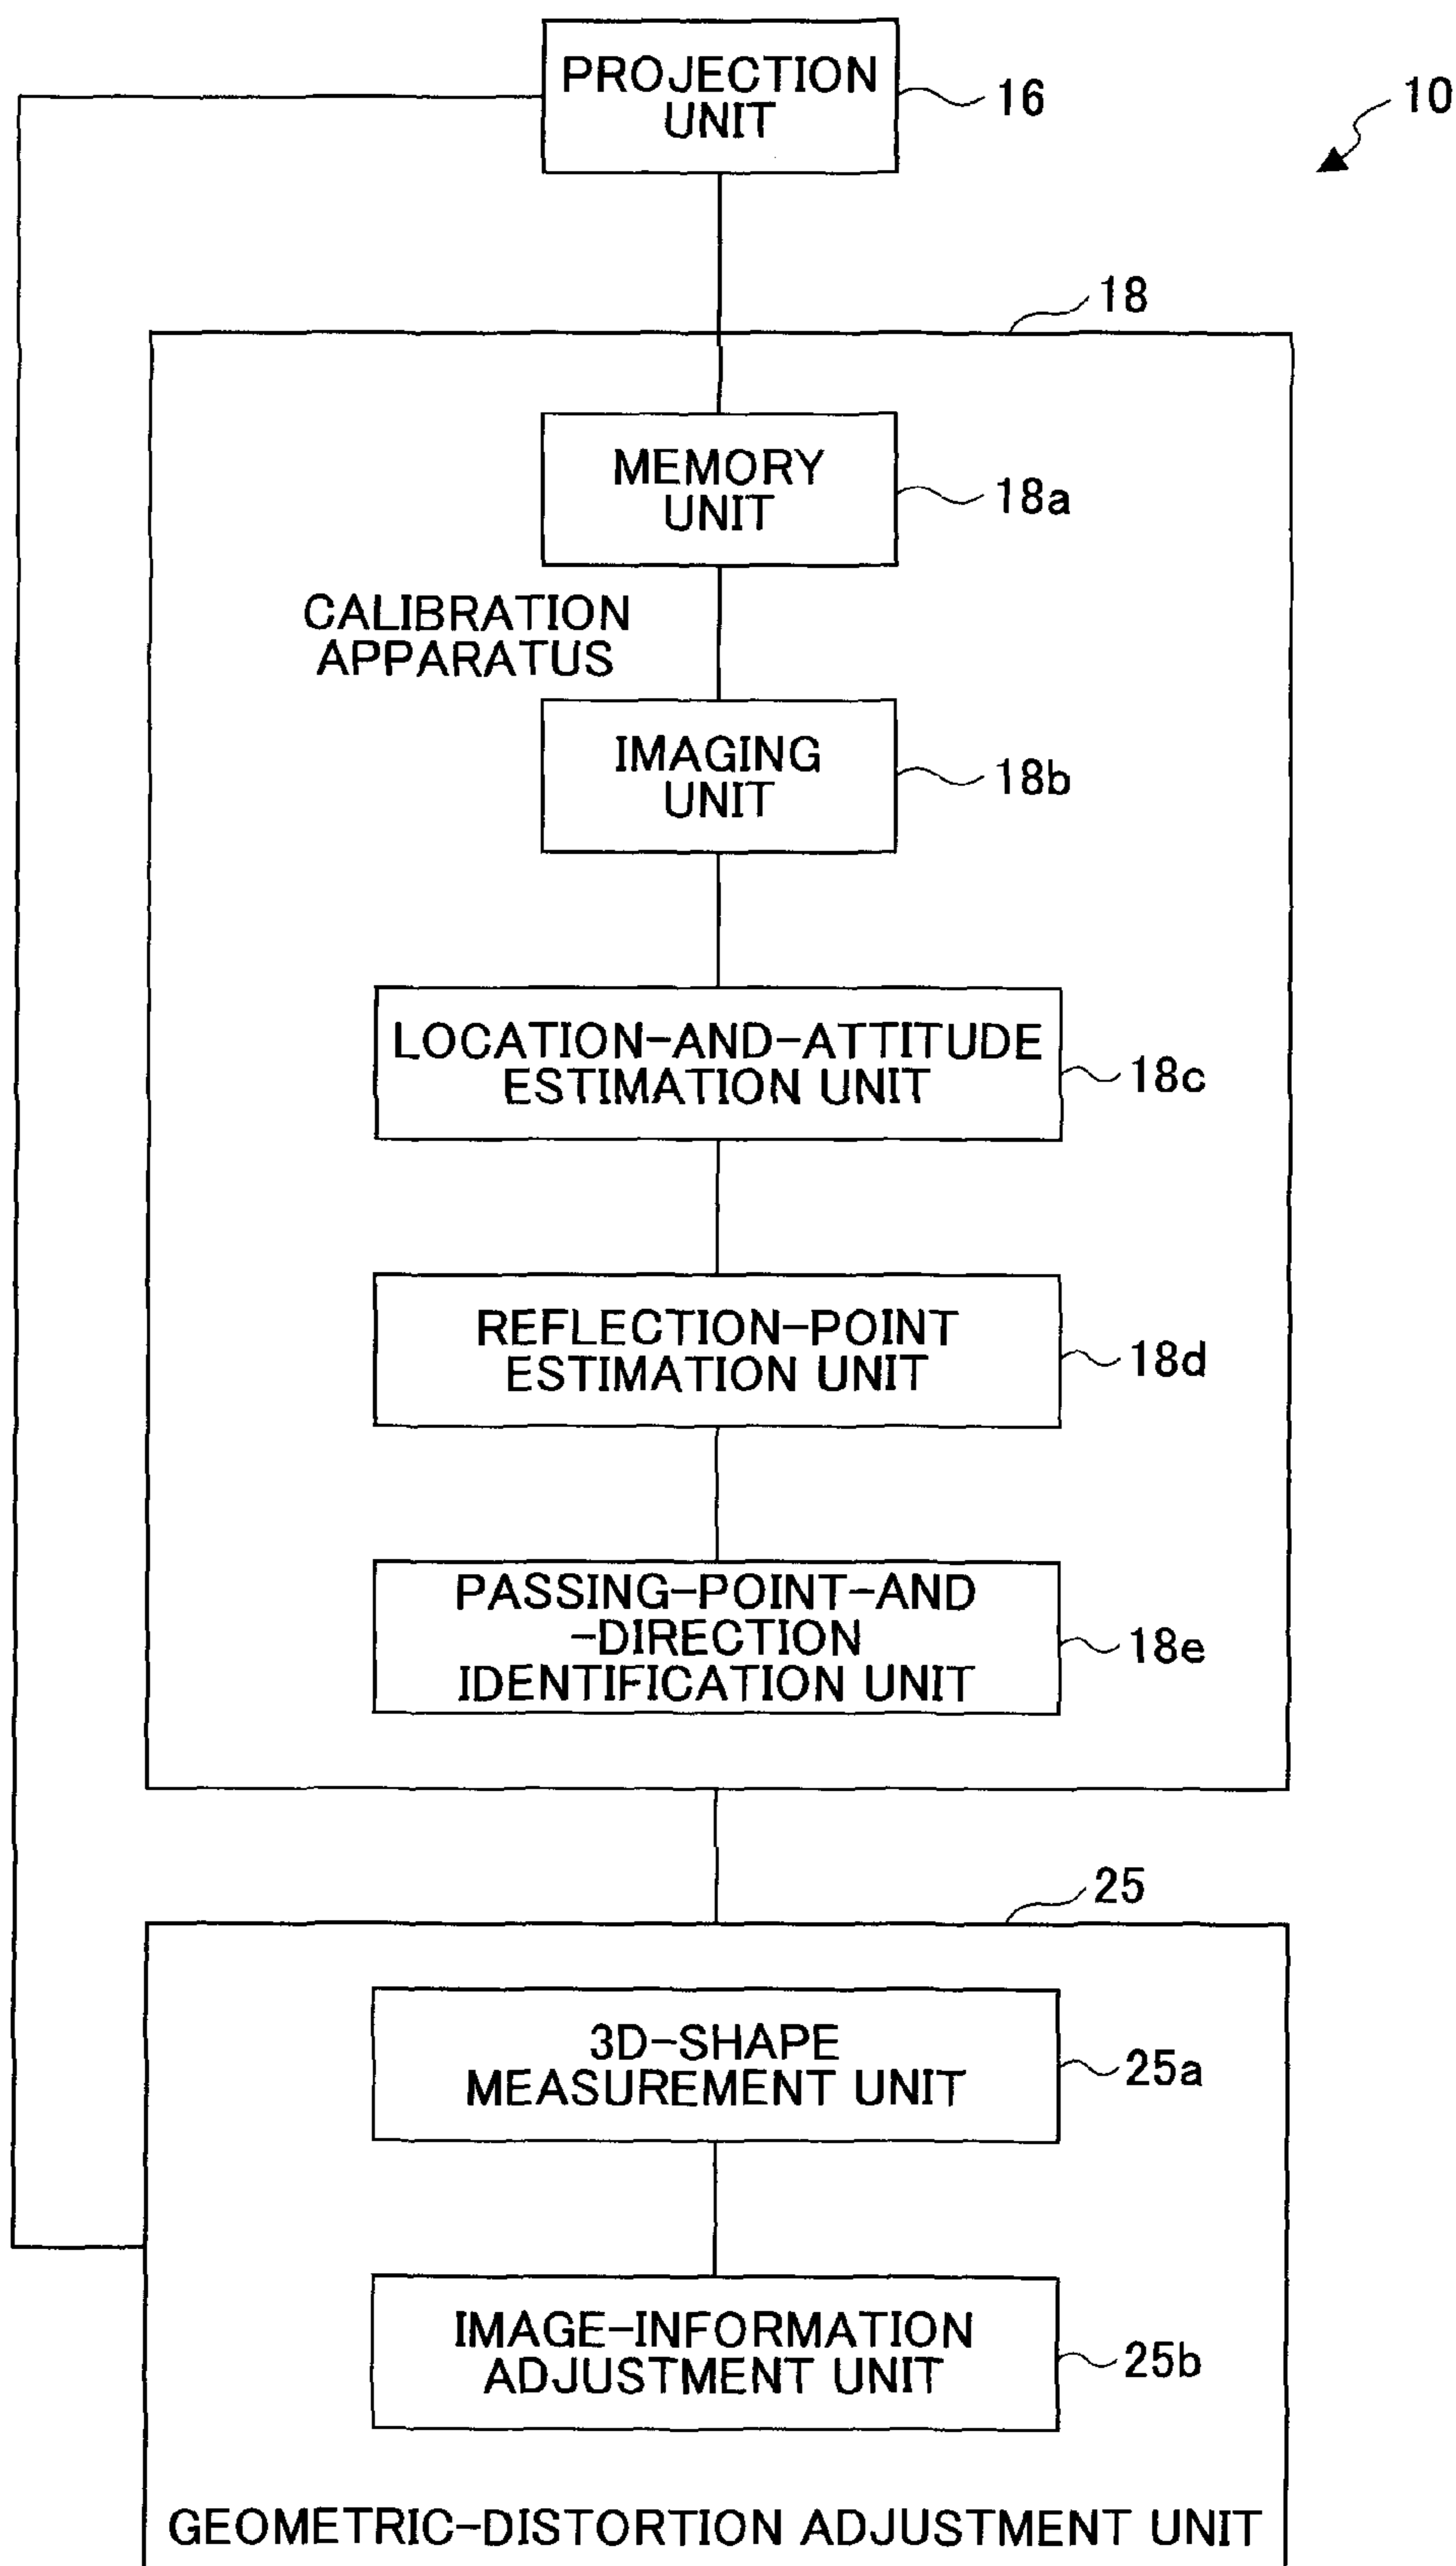 PROJECTION
UNIT
16
10
18
MEMORY
UNIT
18a
CALIBRATION
APPARATUS
IMAGING
UNIT
18b
LOCATION-AND-ATTITUDE
ESTIMATION UNIT
18c
REFLECTION-POINT
ESTIMATION UNIT
18d
PASSING-POINT-AND
-DIRECTION
IDENTIFICATION UNIT
18e
25
3D-SHAPE
MEASUREMENT UNIT
25a
IMAGE-INFORMATION
ADJUSTMENT UNIT
25b
GEOMETRIC-DISTORTION ADJUSTMENT UNIT